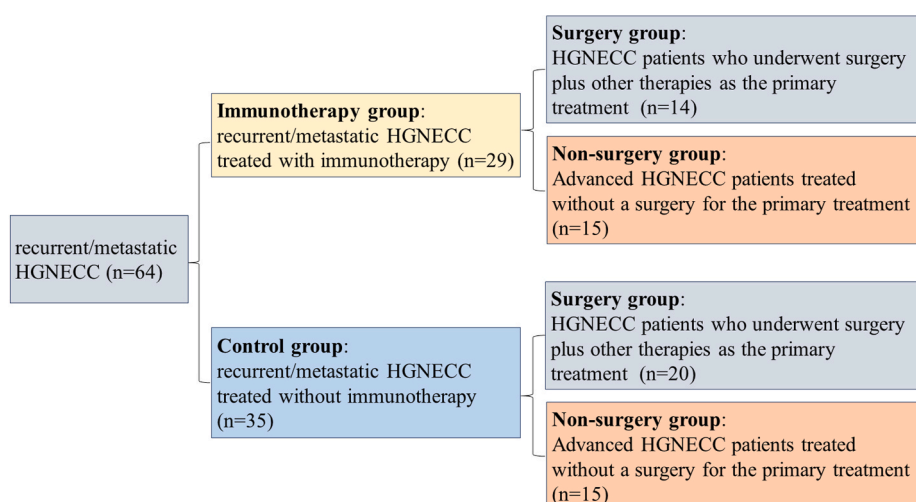 recurrent/metastatic
HGNECC (n=64)
Immunotherapy group:
recurrent/metastatic HGNECC
treated with immunotherapy (n=29)
Surgery group:
HGNECC patients who underwent surgery
plus other therapies as the primary
treatment (n=14)
Non-surgery group:
Advanced HGNECC patients treated
without a surgery for the primary treatment
(n=15)
Control group:
recurrent/metastatic HGNECC
treated without immunotherapy
(n=35)
Surgery group:
HGNECC patients who underwent surgery
plus other therapies as the primary
treatment (n=20)
Non-surgery group:
Advanced HGNECC patients treated
without a surgery for the primary treatment
(n=15)